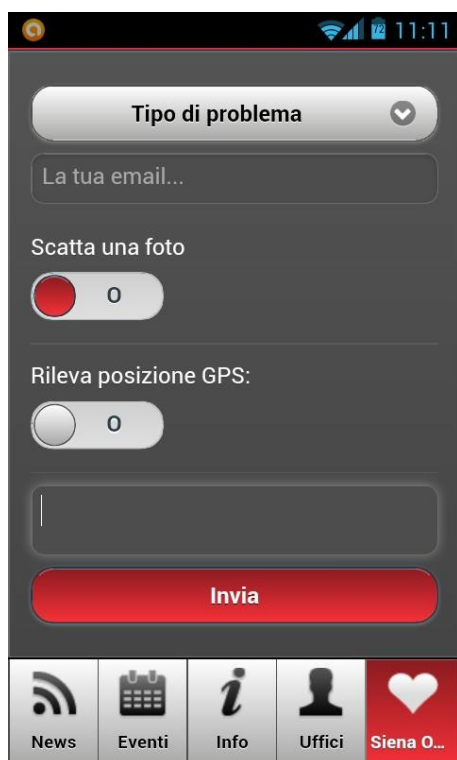 72 11:11
Tipo di problema
La tua email...
Scatta una foto
O
Rileva posizione GPS:
O
Invia
News Eventi Info Uffici Siena O...